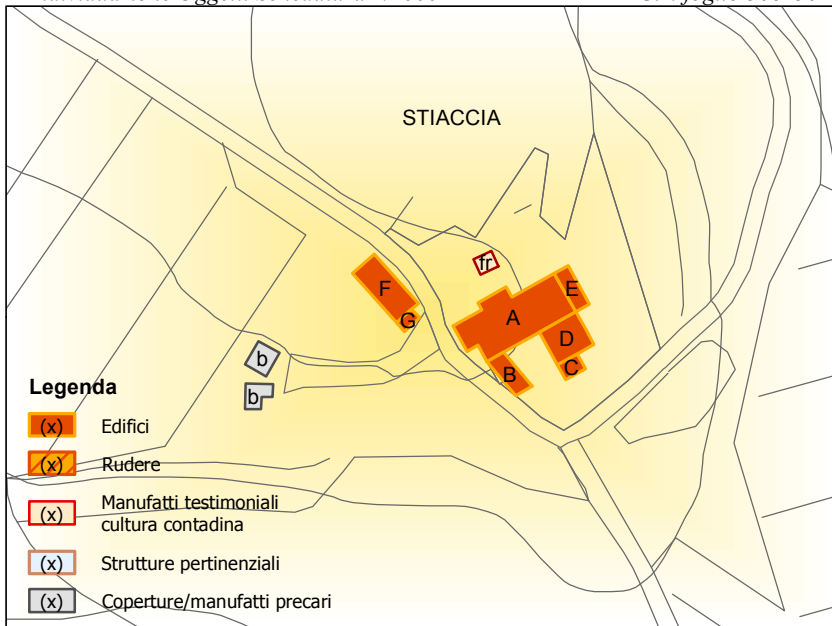 STIACCIA
fr
F
E
A
G
D
b
B
C
b
Legenda
(x) Edifici
(x) Rudere
(x) Manufatti testimoniali
cultura contadina
(x) Strutture pertinenziali
(x) Coperture/manufatti precari